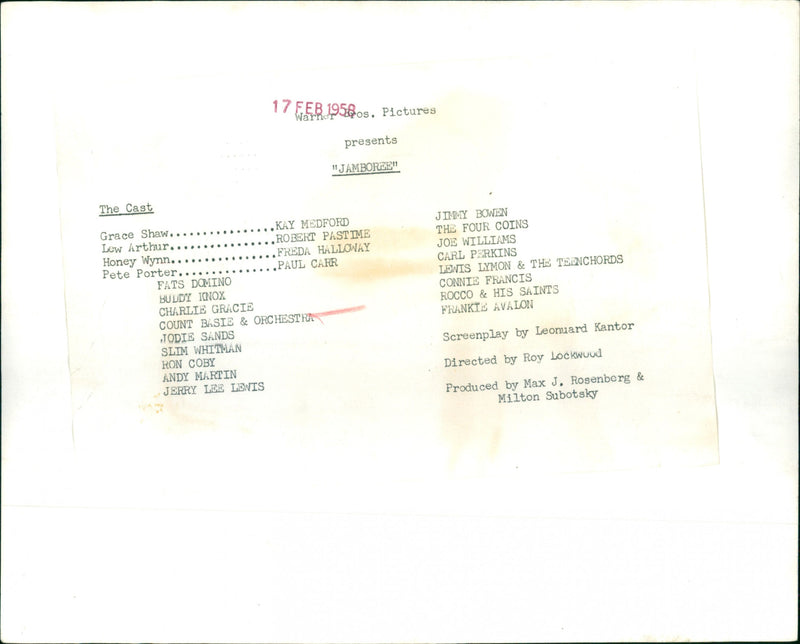 17 FEB 1958
Warner Bros. Pictures
presents
"JAMBOREE"
The Cast
Grace Shaw................KAY MEDFORD
Lew Arthur................ROBERT PASTIME
Honey Wynn................FREDA HALLOWAY
Pete Porter...............PAUL CARR
FATS DOMINO
BUDDY KNOX
CHARLIE GRACIE
COUNT BASIE & ORCHESTRA
JODIE SANDS
SLIM WHITMAN
RON COBY
ANDY MARTIN
JERRY LEE LEWIS
JIMMY BOWEN
THE FOUR COINS
JOE WILLIAMS
CARL PERKINS
LEWIS LYMON & THE TEENCHORDS
CONNIE FRANCIS
ROCCO & HIS SAINTS
FRANKIE AVALON
Screenplay by Leonuard Kantor
Directed by Roy Lockwood
Produced by Max J. Rosenberg &
Milton Subotsky